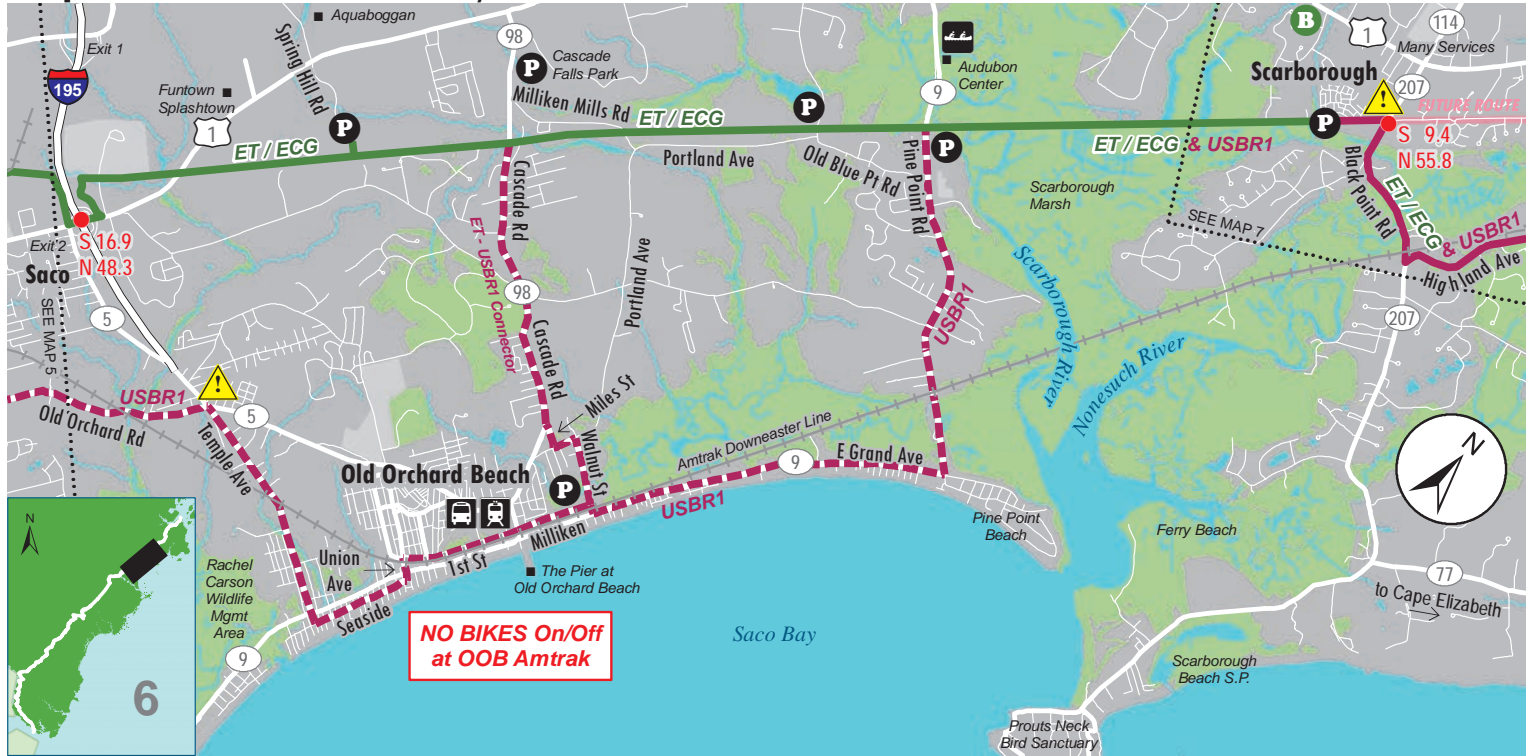 Aquaboggan
Exit 1
195
Spring Hill Rd
98
P
Cascade
Falls Park
Milliken Mills Rd
Funtown
Splashtown
1
P
ET / ECG
P
9
Audubon
Center
B
1
114
Many Services
Scarborough
207
!
FUTURE ROUTE
S 9.4
N 55.8
P
ET / ECG
Portland Ave
Old Blue Pt Rd
Pine Point Rd
P
ET / ECG & USBR1
Scarborough
Marsh
Black Point Rd
ET / ECG
& USBR1
SEE MAP 7
Highland Ave
207
Exit 2
S 16.9
N 48.3
Saco
SEE MAP 5
5
Cascade Rd
ET - USBR1 Connector
98
Cascade Rd
Portland Ave
USBR1
Scarborough River
Nonesuch River
Miles St
Walnut St
!
USBR1
Old Orchard Rd
5
Temple Ave
Old Orchard Beach
P
Amtrak Downeaster Line
9
E Grand Ave
USBR1
Milliken
1st St
Union
Ave
Seaside
The Pier at
Old Orchard Beach
Pine Point
Beach
Ferry Beach
N
Rachel
Carson
Wildlife
Mgmt
Area
9
NO BIKES On/Off
at OOB Amtrak
Saco Bay
77
to Cape Elizabeth
Scarborough
Beach S.P.
Prouts Neck
Bird Sanctuary
N
6